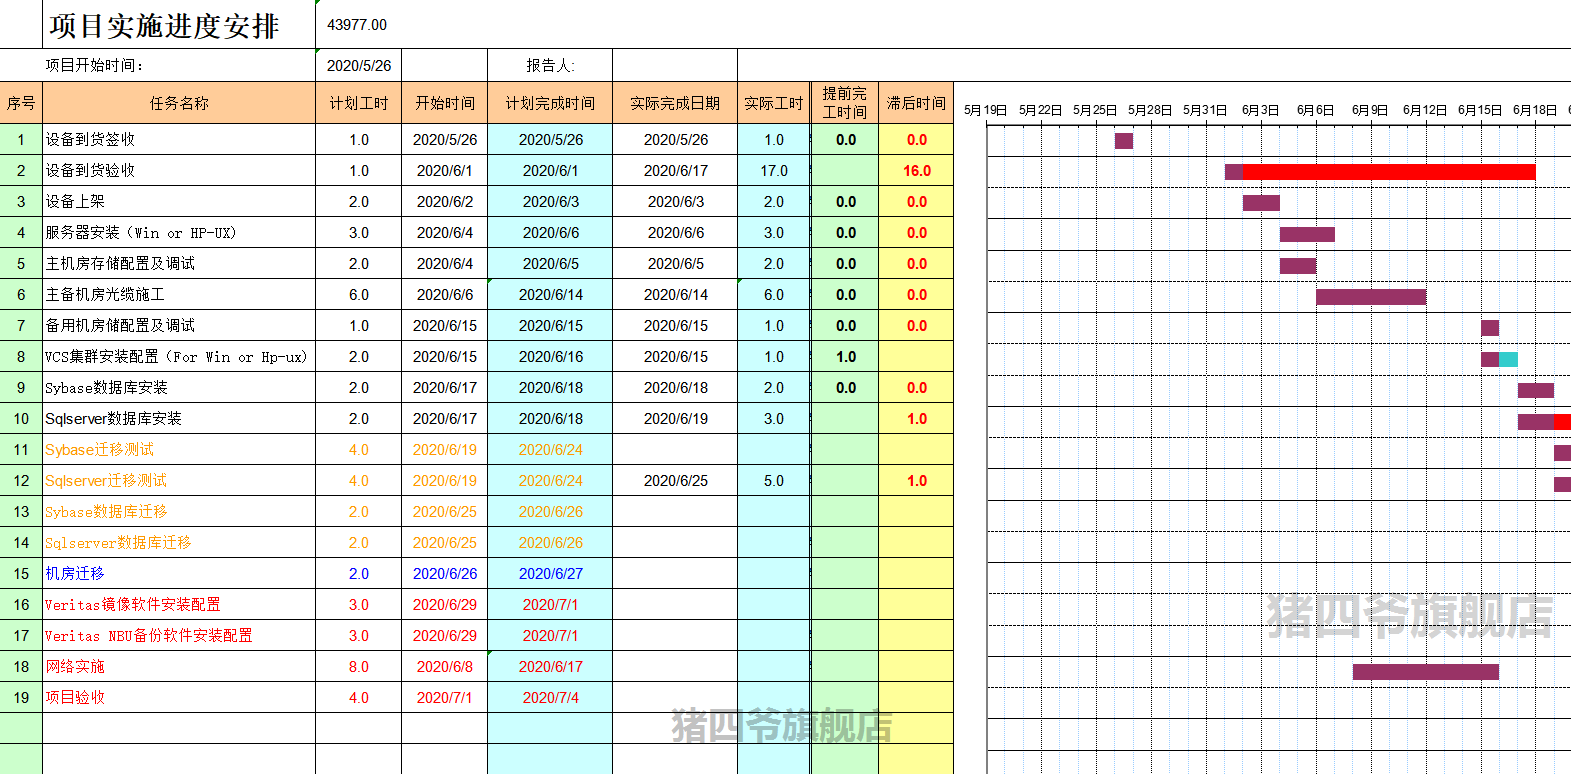 项目实施进度安排 43977.00
项目开始时间： 2020/5/26 报告人:
序号 任务名称 计划工时 开始时间 计划完成时间 实际完成日期 实际工时 提前完工时间 滞后时间
5月19日 5月22日 5月25日 5月28日 5月31日 6月3日 6月6日 6月9日 6月12日 6月15日 6月18日
1 设备到货签收 1.0 2020/5/26 2020/5/26 2020/5/26 1.0 0.0 0.0
2 设备到货验收 1.0 2020/6/1 2020/6/1 2020/6/17 17.0 16.0
3 设备上架 2.0 2020/6/2 2020/6/3 2020/6/3 2.0 0.0 0.0
4 服务器安装（Win or HP-UX） 3.0 2020/6/4 2020/6/6 2020/6/6 3.0 0.0 0.0
5 主机房存储配置及调试 2.0 2020/6/4 2020/6/5 2020/6/5 2.0 0.0 0.0
6 主备机房光缆施工 6.0 2020/6/6 2020/6/14 2020/6/14 6.0 0.0 0.0
7 备用机房储配置及调试 1.0 2020/6/15 2020/6/15 2020/6/15 1.0 0.0 0.0
8 VCS集群安装配置（For Win or Hp-ux） 2.0 2020/6/15 2020/6/16 2020/6/15 1.0 1.0
9 Sybase数据库安装 2.0 2020/6/17 2020/6/18 2020/6/18 2.0 0.0 0.0
10 Sqlserver数据库安装 2.0 2020/6/17 2020/6/18 2020/6/19 3.0 1.0
11 Sybase迁移测试 4.0 2020/6/19 2020/6/24
12 Sqlserver迁移测试 4.0 2020/6/19 2020/6/24 2020/6/25 5.0 1.0
13 Sybase数据库迁移 2.0 2020/6/25 2020/6/26
14 Sqlserver数据库迁移 2.0 2020/6/25 2020/6/26
15 机房迁移 2.0 2020/6/26 2020/6/27
16 Veritas镜像软件安装配置 3.0 2020/6/29 2020/7/1
17 Veritas NBU备份软件安装配置 3.0 2020/6/29 2020/7/1
18 网络实施 8.0 2020/6/8 2020/6/17
19 项目验收 4.0 2020/7/1 2020/7/4
猪四爷旗舰店
猪四爷旗舰店